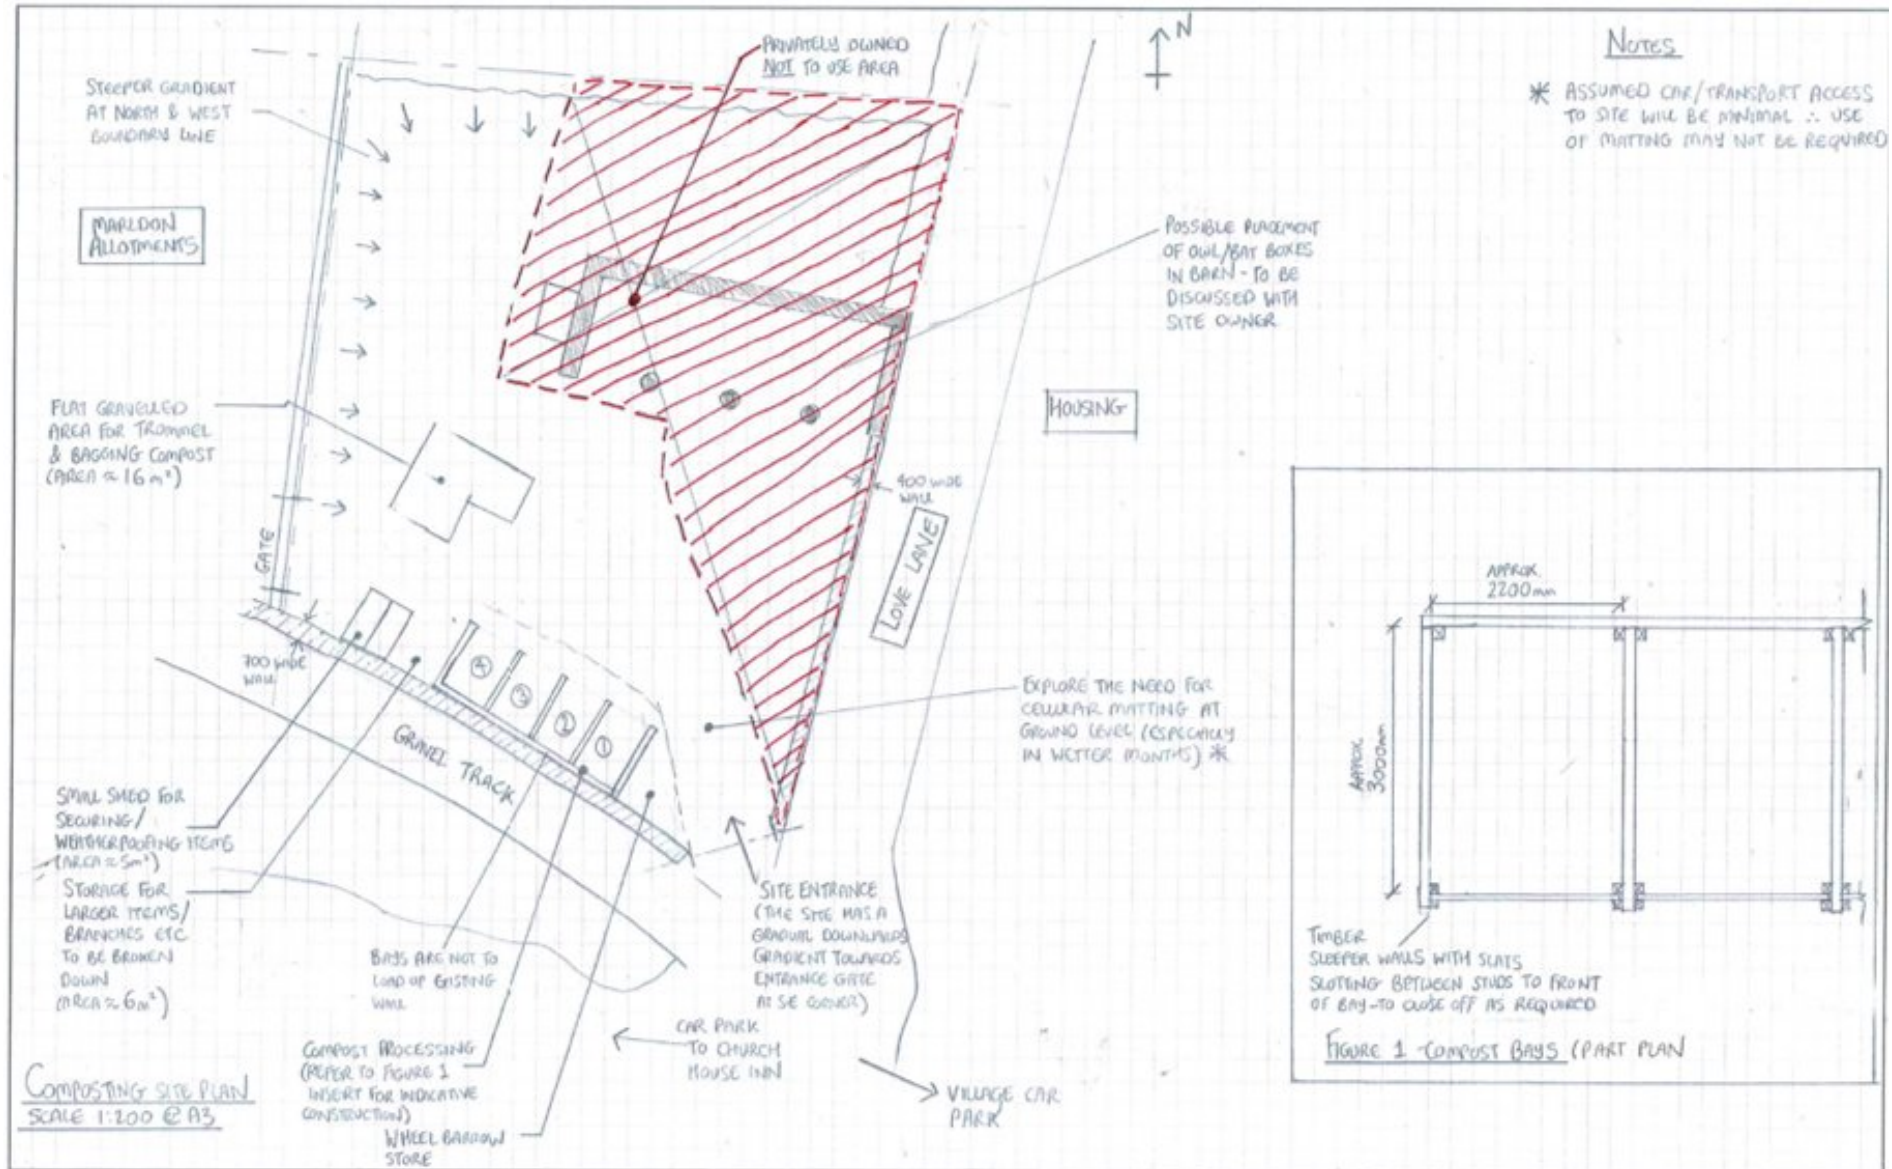 PRIVATELY OWNED
NOT TO USE AREA
N
NOTES
* ASSUMED CAR/TRANSPORT ACCESS
TO SITE WILL BE MINIMAL ∴ USE
OF MATTING MAY NOT BE REQUIRED
STEEPER GRADIENT
AT NORTH & WEST
BOUNDARY LINE
MARLDON
ALLOTMENTS
POSSIBLE PLACEMENT
OF OWL/BAT BOXES
IN BARN - TO BE
DISCUSSED WITH
SITE OWNER
HOUSING
FLAT GRAVELLED
AREA FOR TROMMEL
& BAGGING COMPOST
(AREA ≈ 16m²)
400 WIDE
WALL
LOVE LANE
GATE
700 WIDE
WALL
4
3
2
1
GRAVEL TRACK
EXPLORE THE NEED FOR
CELLULAR MATTING AT
GROUND LEVEL (ESPECIALLY
IN WETTER MONTHS) *
SMALL SHED FOR
SECURING/
WEATHERPROOFING ITEMS
(AREA ≈ 5m²)
STORAGE FOR
LARGER ITEMS/
BRANCHES ETC
TO BE BROKEN
DOWN
(AREA ≈ 6m²)
BAYS ARE NOT TO
LOAD UP EXISTING
WALL
SITE ENTRANCE
(THE SITE HAS A
GRADUAL DOWNWARDS
GRADIENT TOWARDS
ENTRANCE GATE
AT SE CORNER)
COMPOST PROCESSING
(REFER TO FIGURE 1
INSERT FOR INDICATIVE
CONSTRUCTION)
WHEEL BARROW
STORE
CAR PARK
TO CHURCH
HOUSE INN
VILLAGE CAR
PARK
COMPOSTING SITE PLAN
SCALE 1:200 @ A3
APPROX.
2200mm
APPROX.
3000mm
TIMBER
SLEEPER WALLS WITH SLATS
SLOTTING BETWEEN STUDS TO FRONT
OF BAY - TO CLOSE OFF AS REQUIRED
FIGURE 1 - COMPOST BAYS (PART PLAN